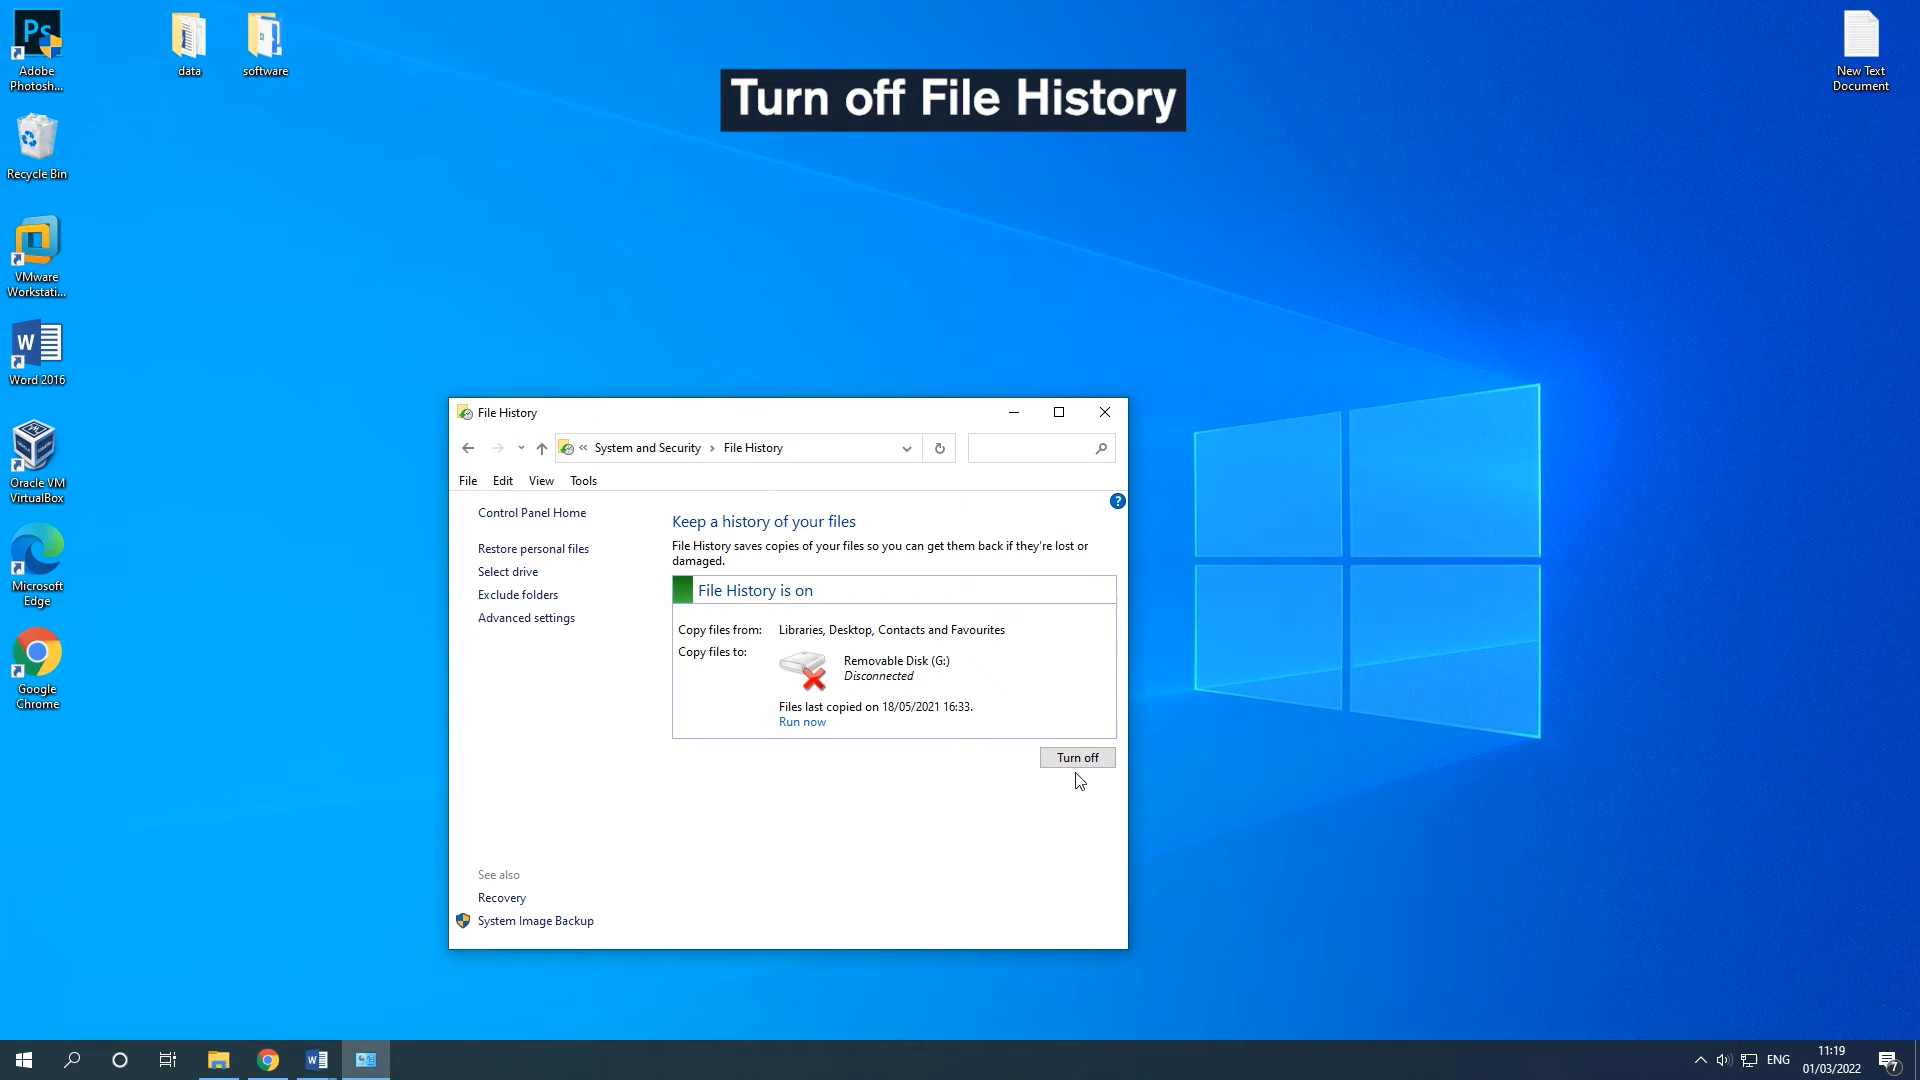 Ps
Adobe
Photosh...
data
software
Turn off File History
New Text
Document
Recycle Bin
VMware
Workstati...
W
Word 2016
Oracle VM
VirtualBox
Microsoft
Edge
Google
Chrome
File History
« System and Security › File History
File Edit View Tools
?
Control Panel Home
Restore personal files
Select drive
Exclude folders
Advanced settings
Keep a history of your files
File History saves copies of your files so you can get them back if they're lost or
damaged.
File History is on
Copy files from: Libraries, Desktop, Contacts and Favourites
Copy files to:
Removable Disk (G:)
Disconnected
Files last copied on 18/05/2021 16:33.
Run now
Turn off
See also
Recovery
System Image Backup
W
ENG
11:19
01/03/2022
7